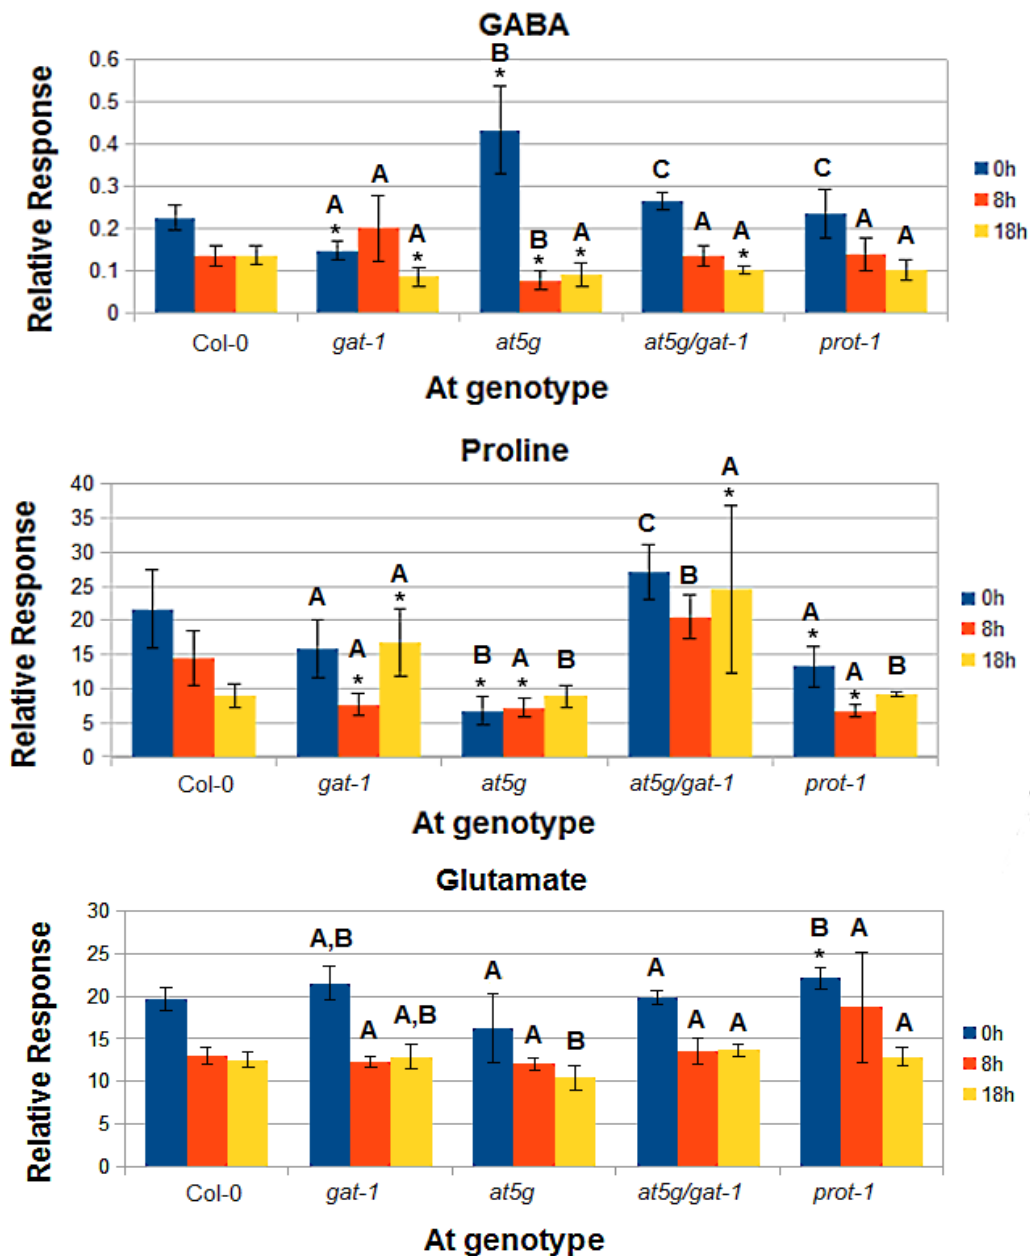 GABA
Relative Response
0.6
0.5
0.4
0.3
0.2
0.1
0
A
*
A
A
*
B
*
B
*
A
*
C
A
A
*
C
A
A
0h
8h
18h
Col-0 gat-1 at5g at5g/gat-1 prot-1
At genotype
Proline
Relative Response
40
35
30
25
20
15
10
5
0
A
A
*
A
*
B
*
A
*
B
C
B
A
*
A
*
A
*
B
0h
8h
18h
Col-0 gat-1 at5g at5g/gat-1 prot-1
At genotype
Glutamate
Relative Response
30
25
20
15
10
5
0
A,B
A
A,B
A
A
B
A
A
A
B
*
A
A
0h
8h
18h
Col-0 gat-1 at5g at5g/gat-1 prot-1
At genotype